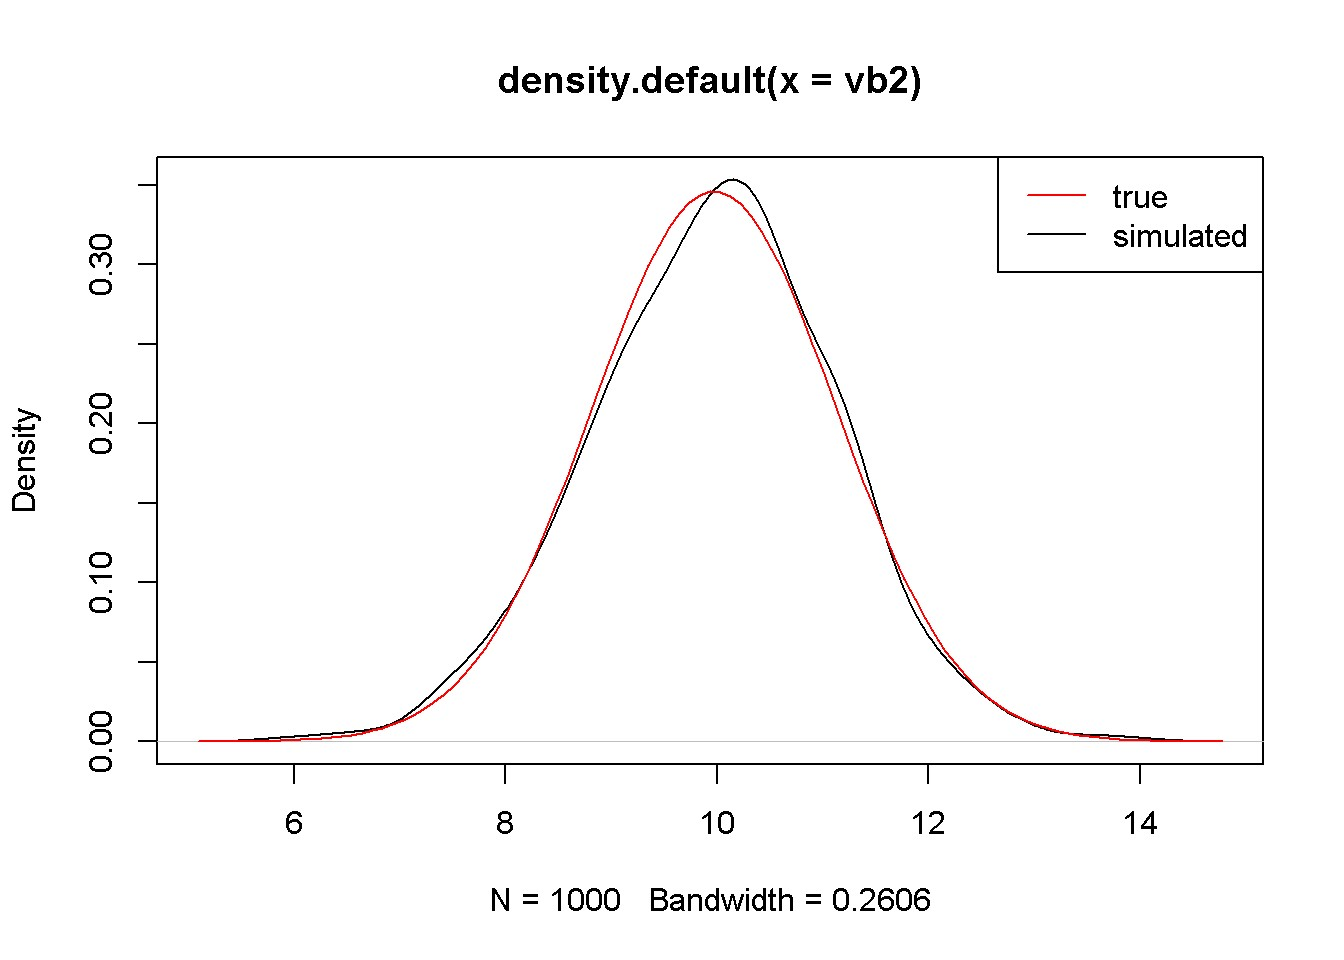 density.default(x = vb2)
true
simulated
Density
0.00
0.10
0.20
0.30
6 8 10 12 14
N = 1000 Bandwidth = 0.2606